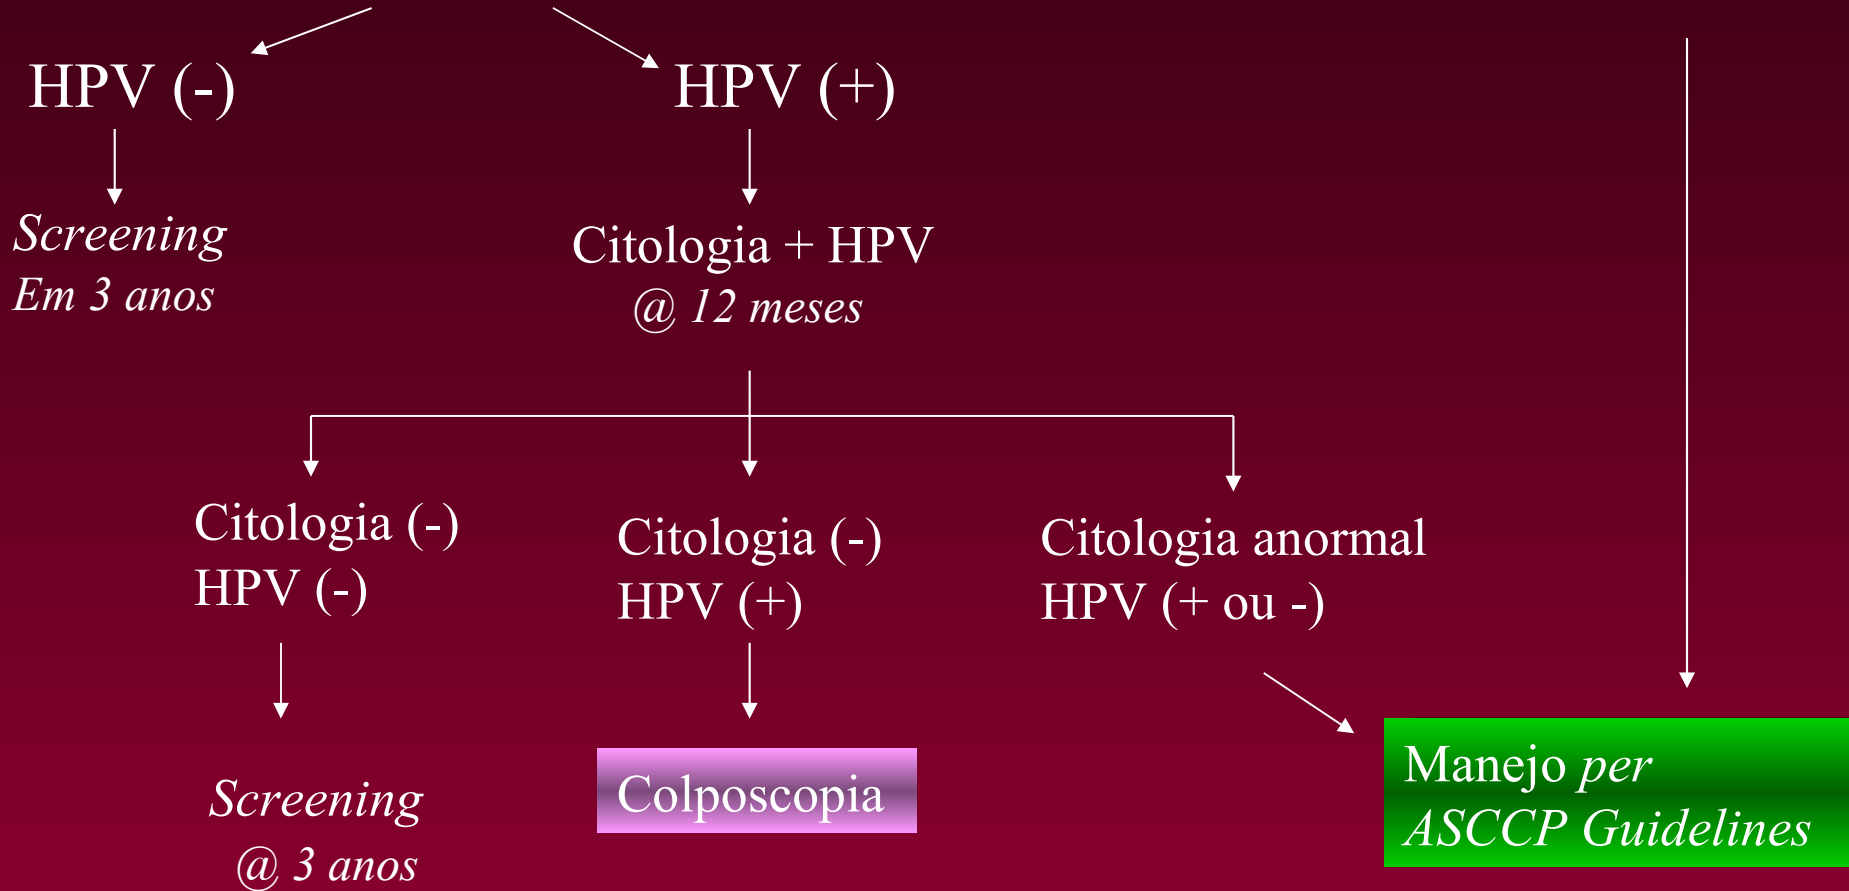 HPV (-)
HPV (+)
Screening
Em 3 anos
Citologia + HPV
@ 12 meses
Citologia (-)
HPV (-)
Citologia (-)
HPV (+)
Citologia anormal
HPV (+ ou -)
Screening
@ 3 anos
Colposcopia
Manejo per
ASCCP Guidelines